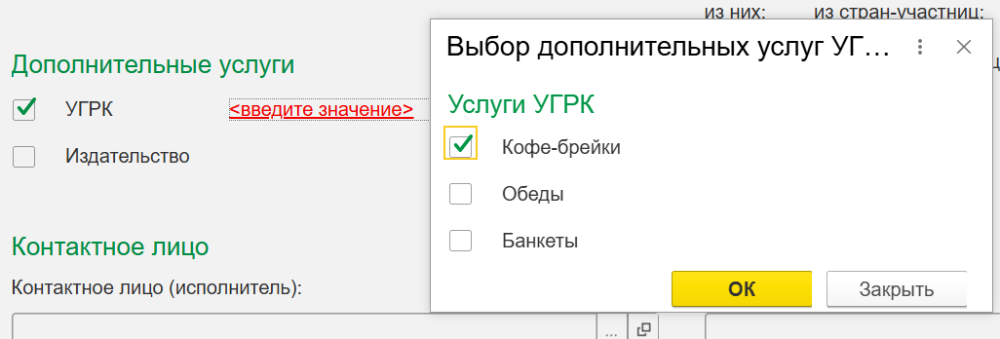 из них: из стран-участниц:
Дополнительные услуги
УГРК <введите значение>
Издательство
Контактное лицо
Контактное лицо (исполнитель):
...
Выбор дополнительных услуг УГ...
Услуги УГРК
Кофе-брейки
Обеды
Банкеты
ОК Закрыть